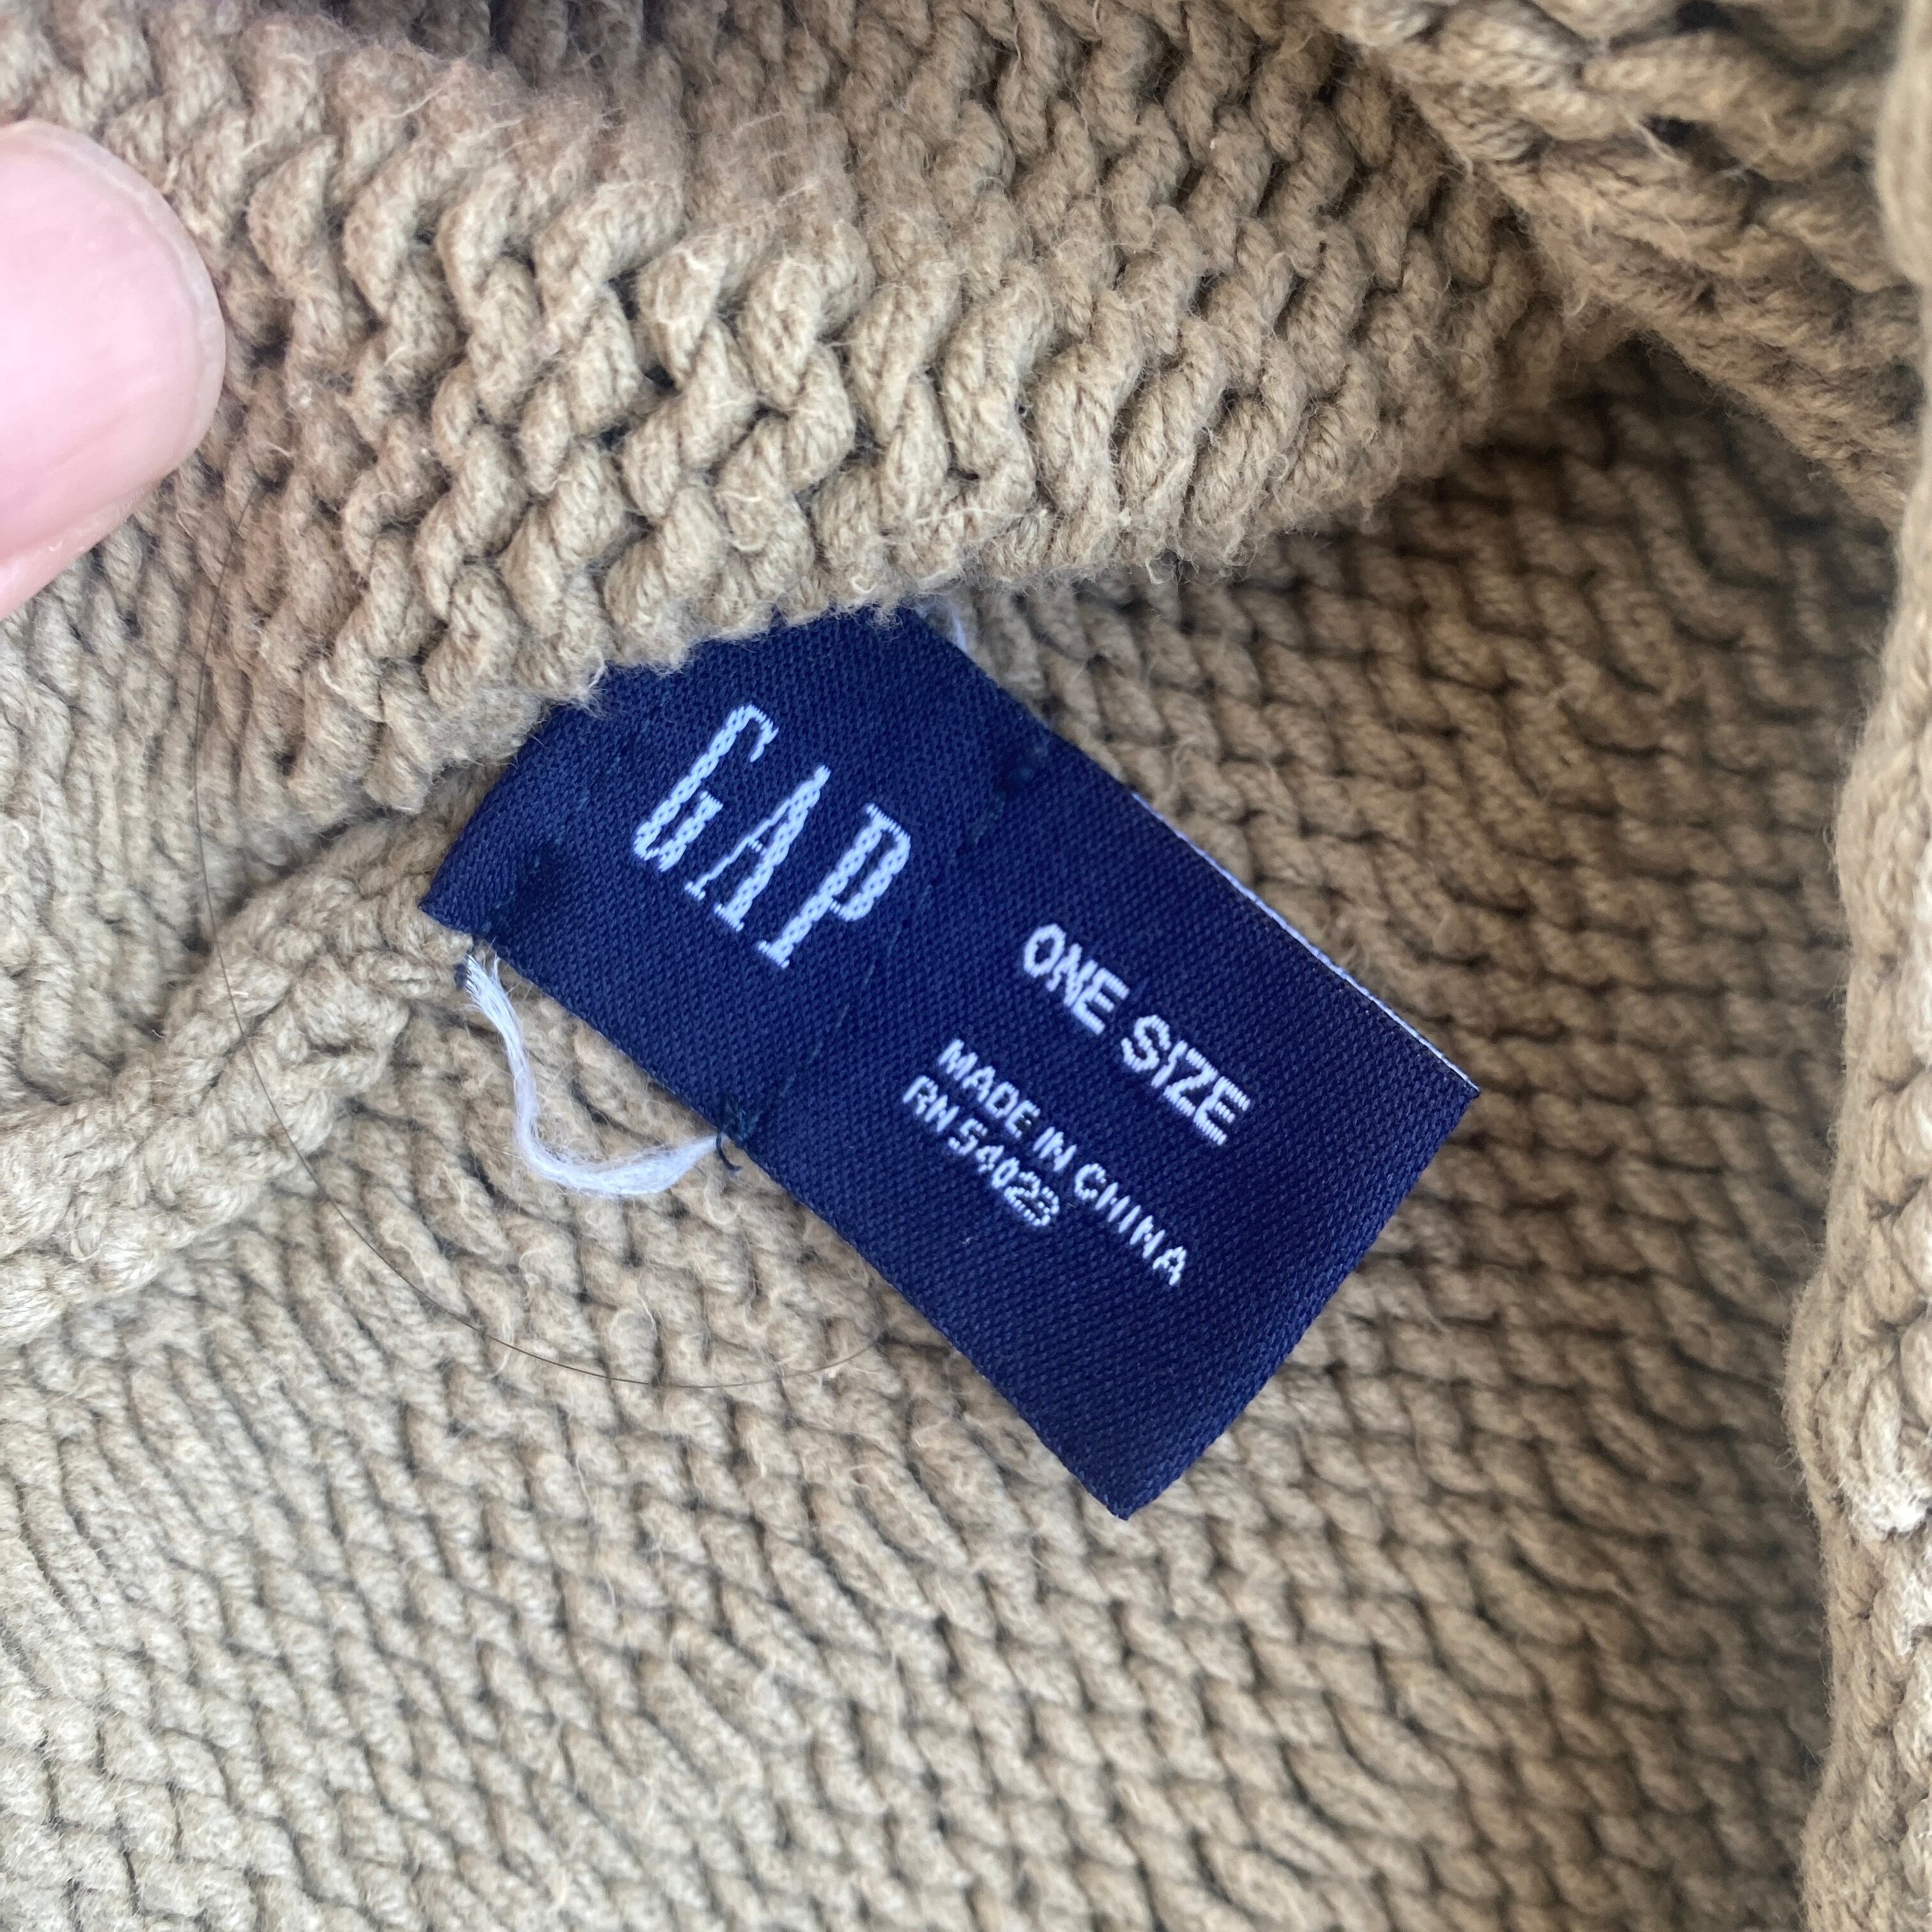 GAP
ONE SIZE
MADE IN CHINA
RN 54023